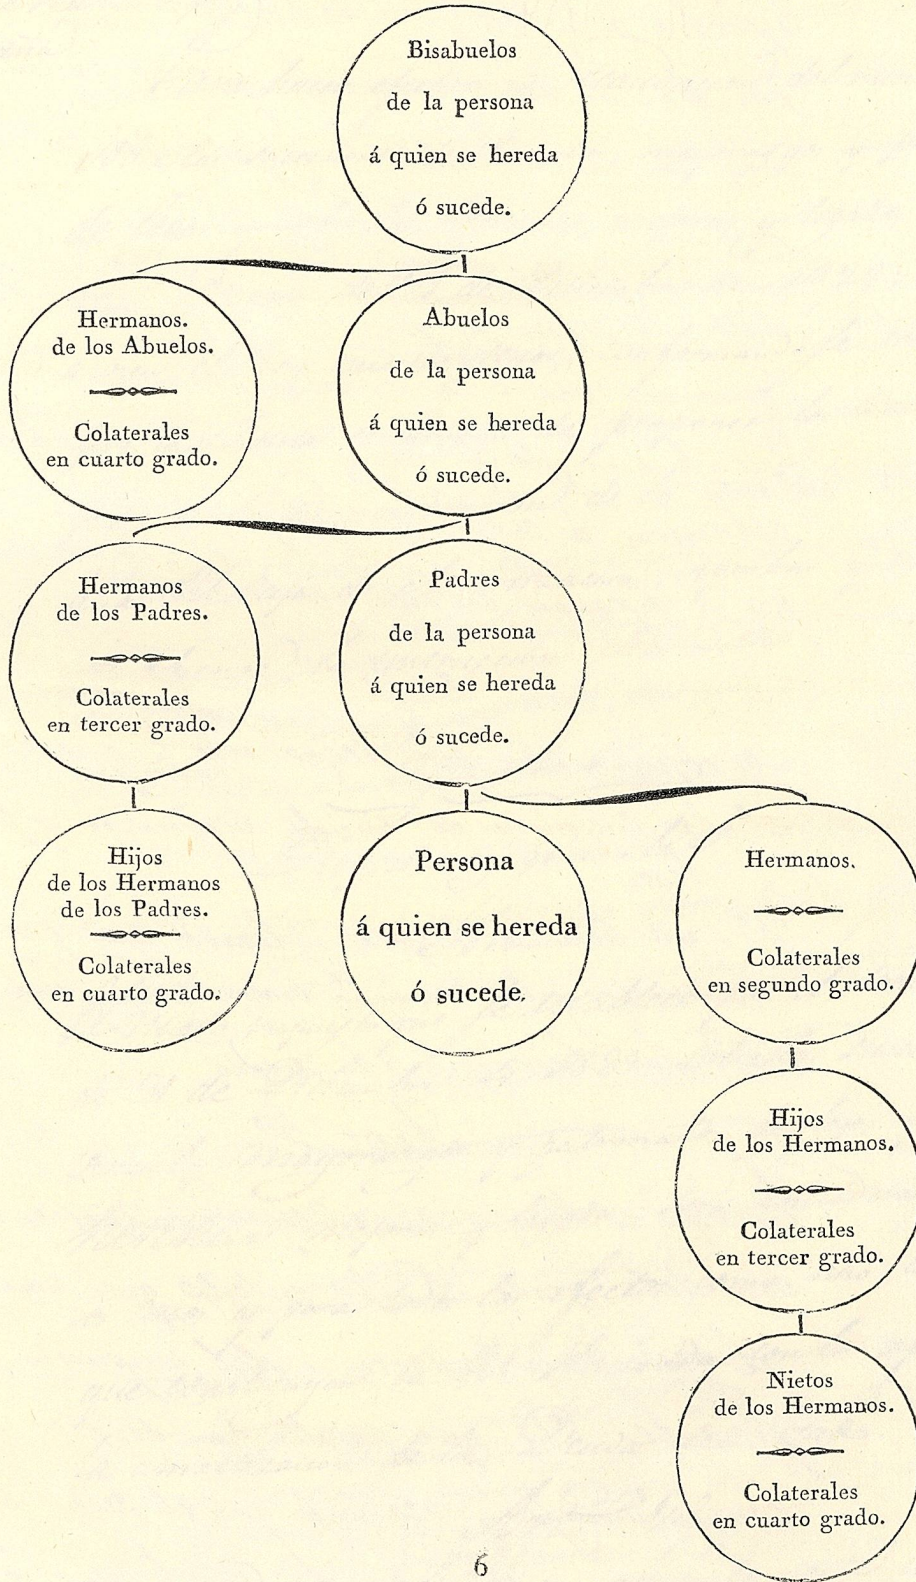 Bisabuelos
de la persona
á quien se hereda
ó sucede.
Hermanos.
de los Abuelos.
Colaterales
en cuarto grado.
Abuelos
de la persona
á quien se hereda
ó sucede.
Hermanos
de los Padres.
Colaterales
en tercer grado.
Padres
de la persona
á quien se hereda
ó sucede.
Hijos
de los Hermanos
de los Padres.
Colaterales
en cuarto grado.
Persona
á quien se hereda
ó sucede.
Hermanos.
Colaterales
en segundo grado.
Hijos
de los Hermanos.
Colaterales
en tercer grado.
Nietos
de los Hermanos.
Colaterales
en cuarto grado.
6